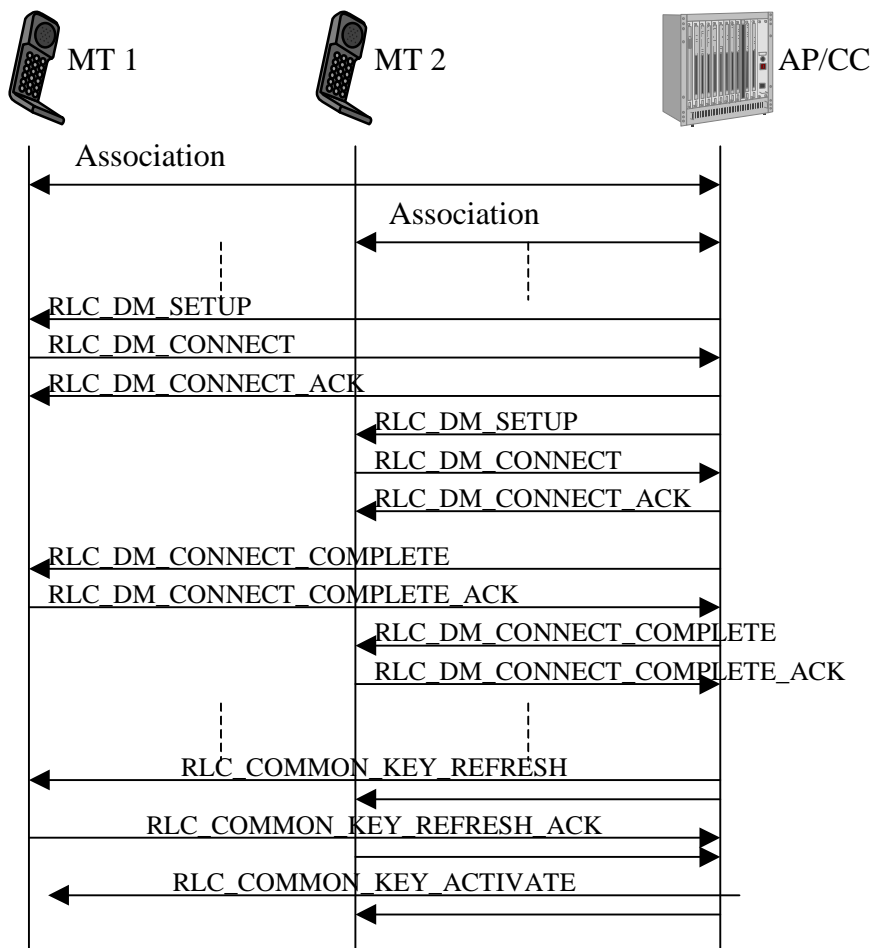 MT 1
MT 2
AP/CC
Association
Association
RLC_DM_SETUP
RLC_DM_CONNECT
RLC_DM_CONNECT_ACK
RLC_DM_SETUP
RLC_DM_CONNECT
RLC_DM_CONNECT_ACK
RLC_DM_CONNECT_COMPLETE
RLC_DM_CONNECT_COMPLETE_ACK
RLC_DM_CONNECT_COMPLETE
RLC_DM_CONNECT_COMPLETE_ACK
RLC_COMMON_KEY_REFRESH
RLC_COMMON_KEY_REFRESH_ACK
RLC_COMMON_KEY_ACTIVATE